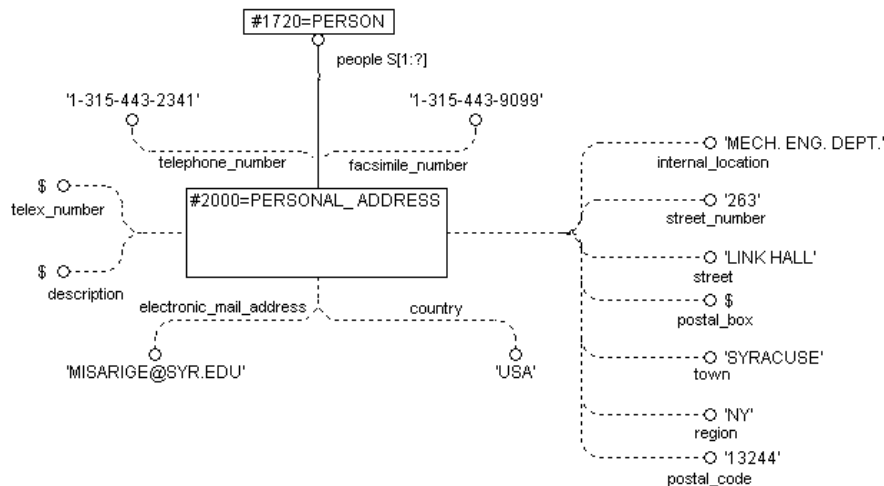 #1720=PERSON
people S[1:?]
'1-315-443-2341'
'1-315-443-9099'
telephone_number
facsimile_number
'MECH. ENG. DEPT.'
internal_location
$
telex_number
#2000=PERSONAL_ ADDRESS
'263'
street_number
'LINK HALL'
street
$
description
$
postal_box
electronic_mail_address
country
'MISARIGE@SYR.EDU'
'USA'
'SYRACUSE'
town
'NY'
region
'13244'
postal_code